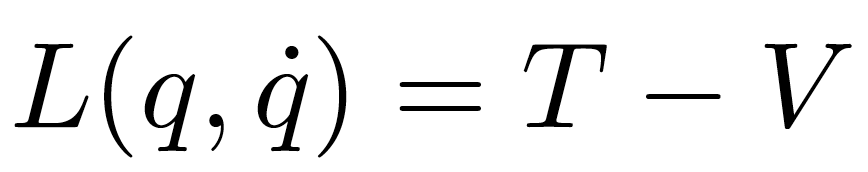 L(q, q̇) = T − V